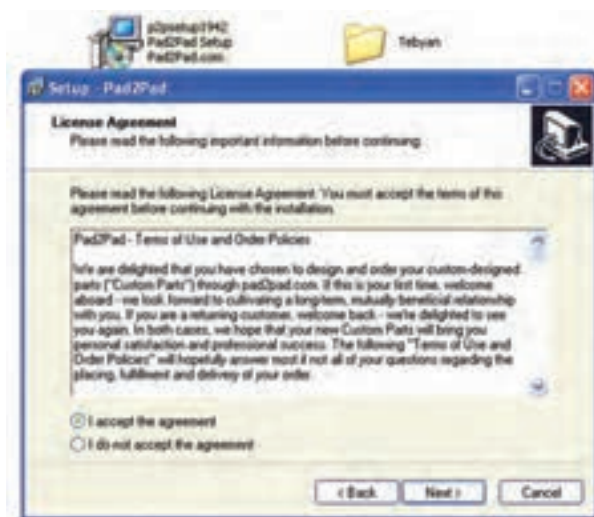 p2psetup1942
Pad2Pad Setup
Pad2Pad.com
Tebyan
Setup - Pad2Pad
License Agreement
Please read the following important information before continuing.
Please read the following License Agreement. You must accept the terms of this
agreement before continuing with the installation.
Pad2Pad - Terms of Use and Order Policies
We are delighted that you have chosen to design and order your custom-designed
parts ("Custom Parts") through pad2pad.com. If this is your first time, welcome
aboard - we look forward to cultivating a long-term, mutually beneficial relationship
with you. If you are a returning customer, welcome back - we're delighted to see
you again. In both cases, we hope that your new Custom Parts will bring you
personal satisfaction and professional success. The following "Terms of Use and
Order Policies" will hopefully answer most if not all of your questions regarding the
placing, fulfillment and delivery of your order.
I accept the agreement
I do not accept the agreement
< Back
Next >
Cancel